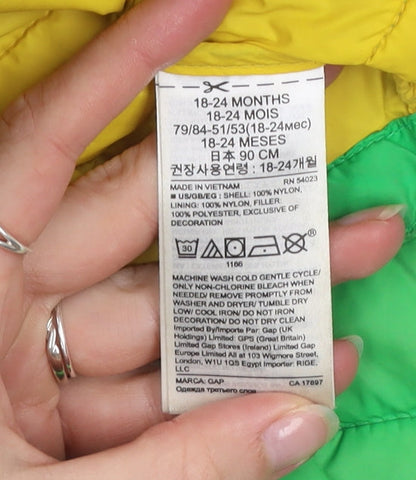 18-24 MONTHS
18-24 MOIS
79/84-51/53(18-24мес)
18-24 MESES
日本 90 CM
권장사용연령 : 18-24개월
MADE IN VIETNAM RN 54023
■ US/GB/EG : SHELL: 100% NYLON,
LINING: 100% NYLON, FILLER:
100% POLYESTER, EXCLUSIVE OF
DECORATION
30 ®
1166
MACHINE WASH COLD GENTLE CYCLE/
ONLY NON-CHLORINE BLEACH WHEN
NEEDED/ REMOVE PROMPTLY FROM
WASHER AND DRYER/ TUMBLE DRY
LOW/ COOL IRON/ DO NOT IRON
DECORATION/ DO NOT DRY CLEAN
Imported By/Importé Par: Gap (UK
Holdings) Limited: GPS (Great Britain)
Limited Gap Stores (Ireland) Limited Gap
Europe Limited All at 103 Wigmore Street,
London. W1U 1QS Egypt Importer: RIGE,
LLC
MARCA: GAP CA 17897
Одежда третьего слоя